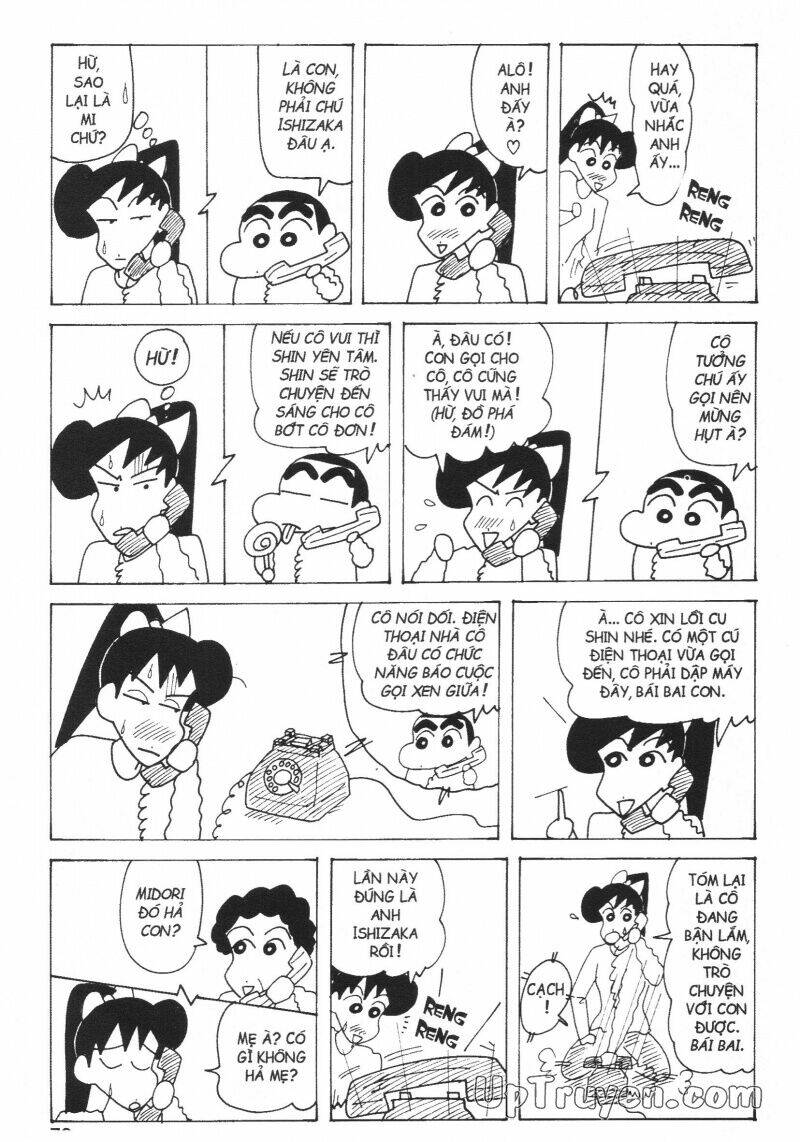 HAY
QUÁ,
VỪA
NHẮC
ANH
ẤY...
RENG
RENG
ALÔ!
ANH
ĐẤY
À?
♡
LÀ CON,
KHÔNG
PHẢI CHÚ
ISHIZAKA
ĐÂU Ạ.
HỪ,
SAO
LẠI LÀ
MI
CHỨ?
CÔ
TƯỞNG
CHÚ ẤY
GỌI NÊN
MỪNG
HỤT À?
À, ĐÂU CÓ!
CON GỌI CHO
CÔ, CÔ CŨNG
THẤY VUI MÀ!
(HỪ, ĐỒ PHÁ
ĐÁM!)
NẾU CÔ VUI THÌ
SHIN YÊN TÂM.
SHIN SẼ TRÒ
CHUYỆN ĐẾN
SÁNG CHO CÔ
BỚT CÔ ĐƠN!
HỪ!
À... CÔ XIN LỖI CU
SHIN NHÉ. CÓ MỘT CÚ
ĐIỆN THOẠI VỪA GỌI
ĐẾN, CÔ PHẢI DẬP MÁY
ĐÂY, BÁI BAI CON.
CÔ NÓI DỐI. ĐIỆN
THOẠI NHÀ CÔ
ĐÂU CÓ CHỨC
NĂNG BÁO CUỘC
GỌI XEN GIỮA!
TÓM LẠI
LÀ CÔ
ĐANG
BẬN LẮM,
KHÔNG
TRÒ
CHUYỆN
VỚI CON
ĐƯỢC.
BÁI BAI.
CẠCH
!
LẦN NÀY
ĐÚNG LÀ
ANH
ISHIZAKA
RỒI!
RENG
RENG
MIDORI
ĐÓ HẢ
CON?
MẸ À? CÓ
GÌ KHÔNG
HẢ MẸ?
UpTruyen.com